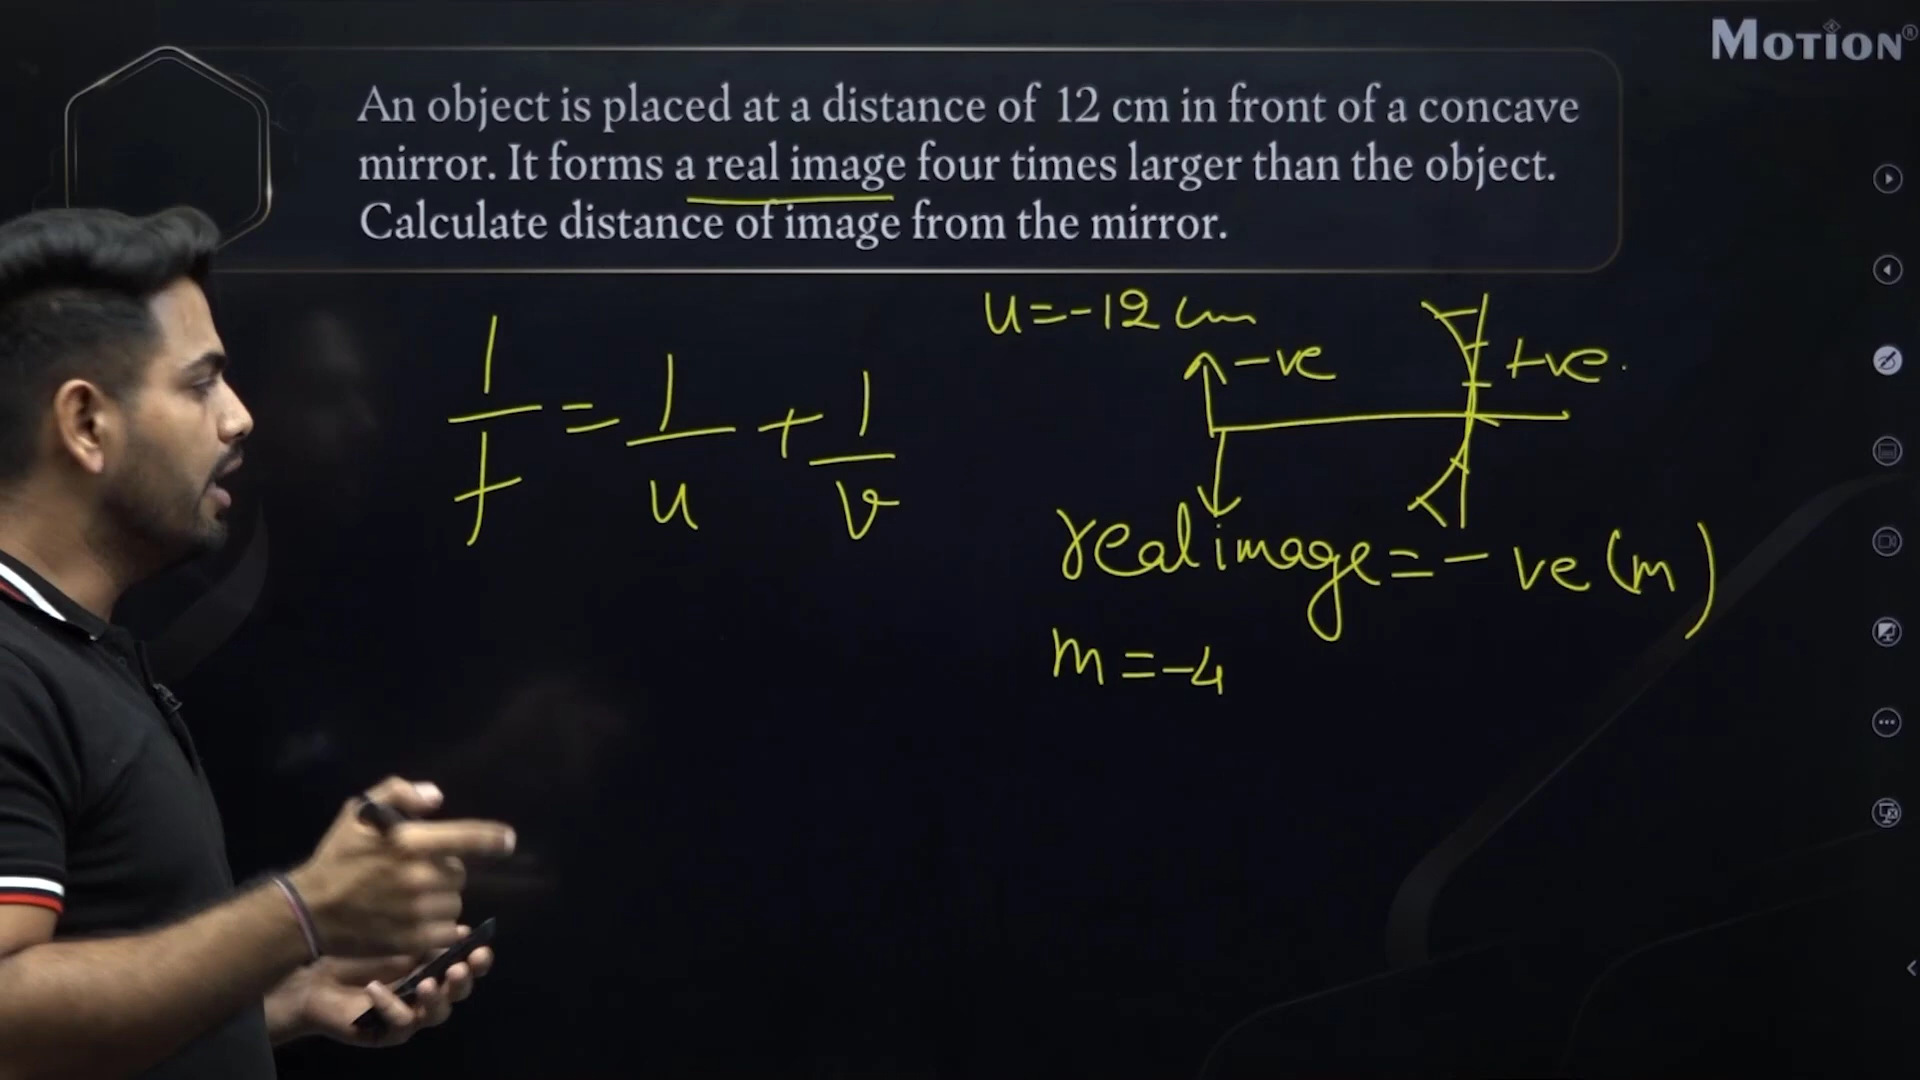 MOTION®
An object is placed at a distance of 12 cm in front of a concave
mirror. It forms a real image four times larger than the object.
Calculate distance of image from the mirror.
u = -12 cm
-ve
+ve.
1/f = 1/u + 1/v
real image = -ve (m)
m = -4